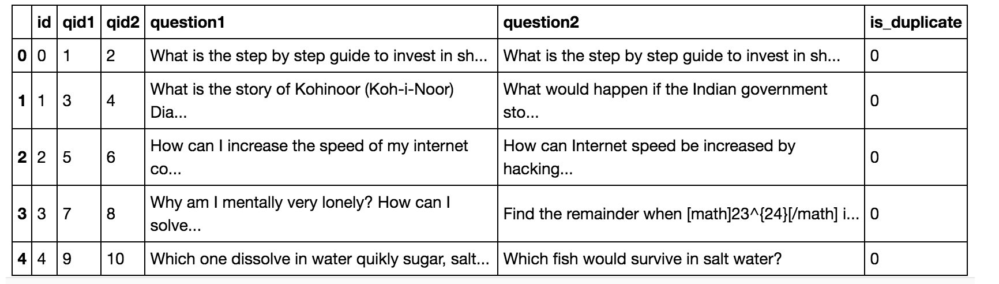 id qid1 qid2 question1 question2 is_duplicate
0 0 1 2 What is the step by step guide to invest in sh... What is the step by step guide to invest in sh... 0
1 1 3 4 What is the story of Kohinoor (Koh-i-Noor) What would happen if the Indian government 0
Dia... sto...
2 2 5 6 How can I increase the speed of my internet How can Internet speed be increased by 0
co... hacking...
3 3 7 8 Why am I mentally very lonely? How can I Find the remainder when [math]23^{24}[/math] i... 0
solve...
4 4 9 10 Which one dissolve in water quikly sugar, salt... Which fish would survive in salt water? 0